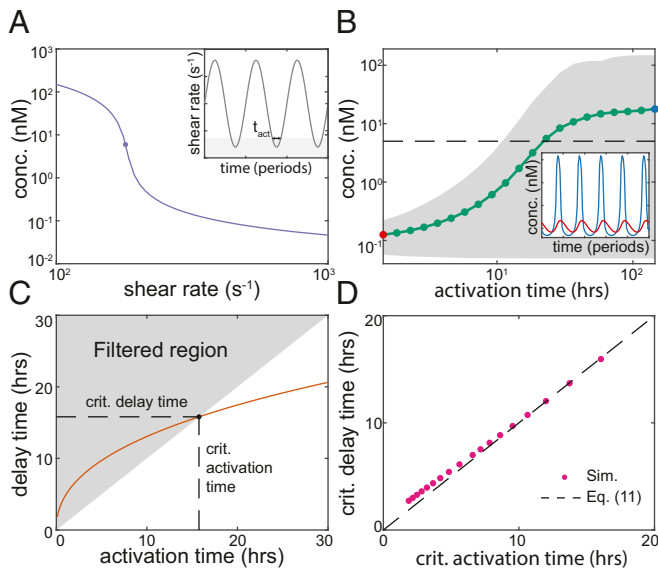 A
conc. (nM)
10³
10²
10¹
10⁰
10⁻¹
10⁻²
10²
10³
shear rate (s⁻¹)
shear rate (s⁻¹)
t_act
time (periods)
B
conc. (nM)
10²
10¹
10⁰
10⁻¹
10¹
10²
activation time (hrs)
conc. (nM)
time (periods)
C
delay time (hrs)
30
20
10
0
0
10
20
30
activation time (hrs)
Filtered region
crit. delay time
crit.
activation
time
D
crit. delay time (hrs)
20
10
0
0
10
20
crit. activation time (hrs)
Sim.
Eq. (11)